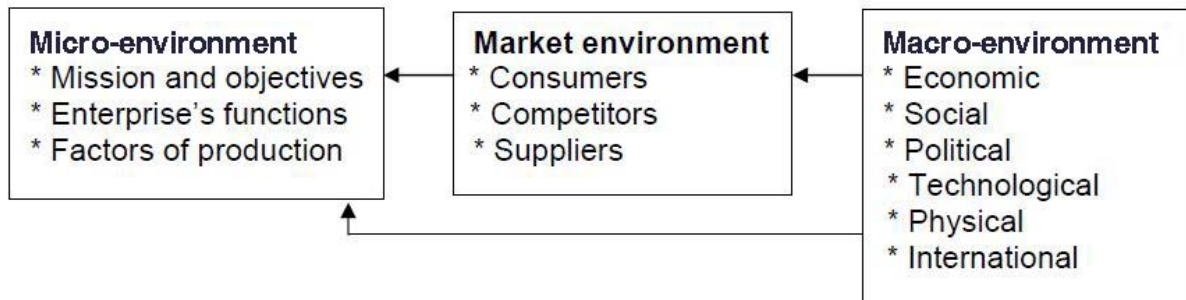 Micro-environment
* Mission and objectives
* Enterprise's functions
* Factors of production
Market environment
* Consumers
* Competitors
* Suppliers
Macro-environment
* Economic
* Social
* Political
* Technological
* Physical
* International